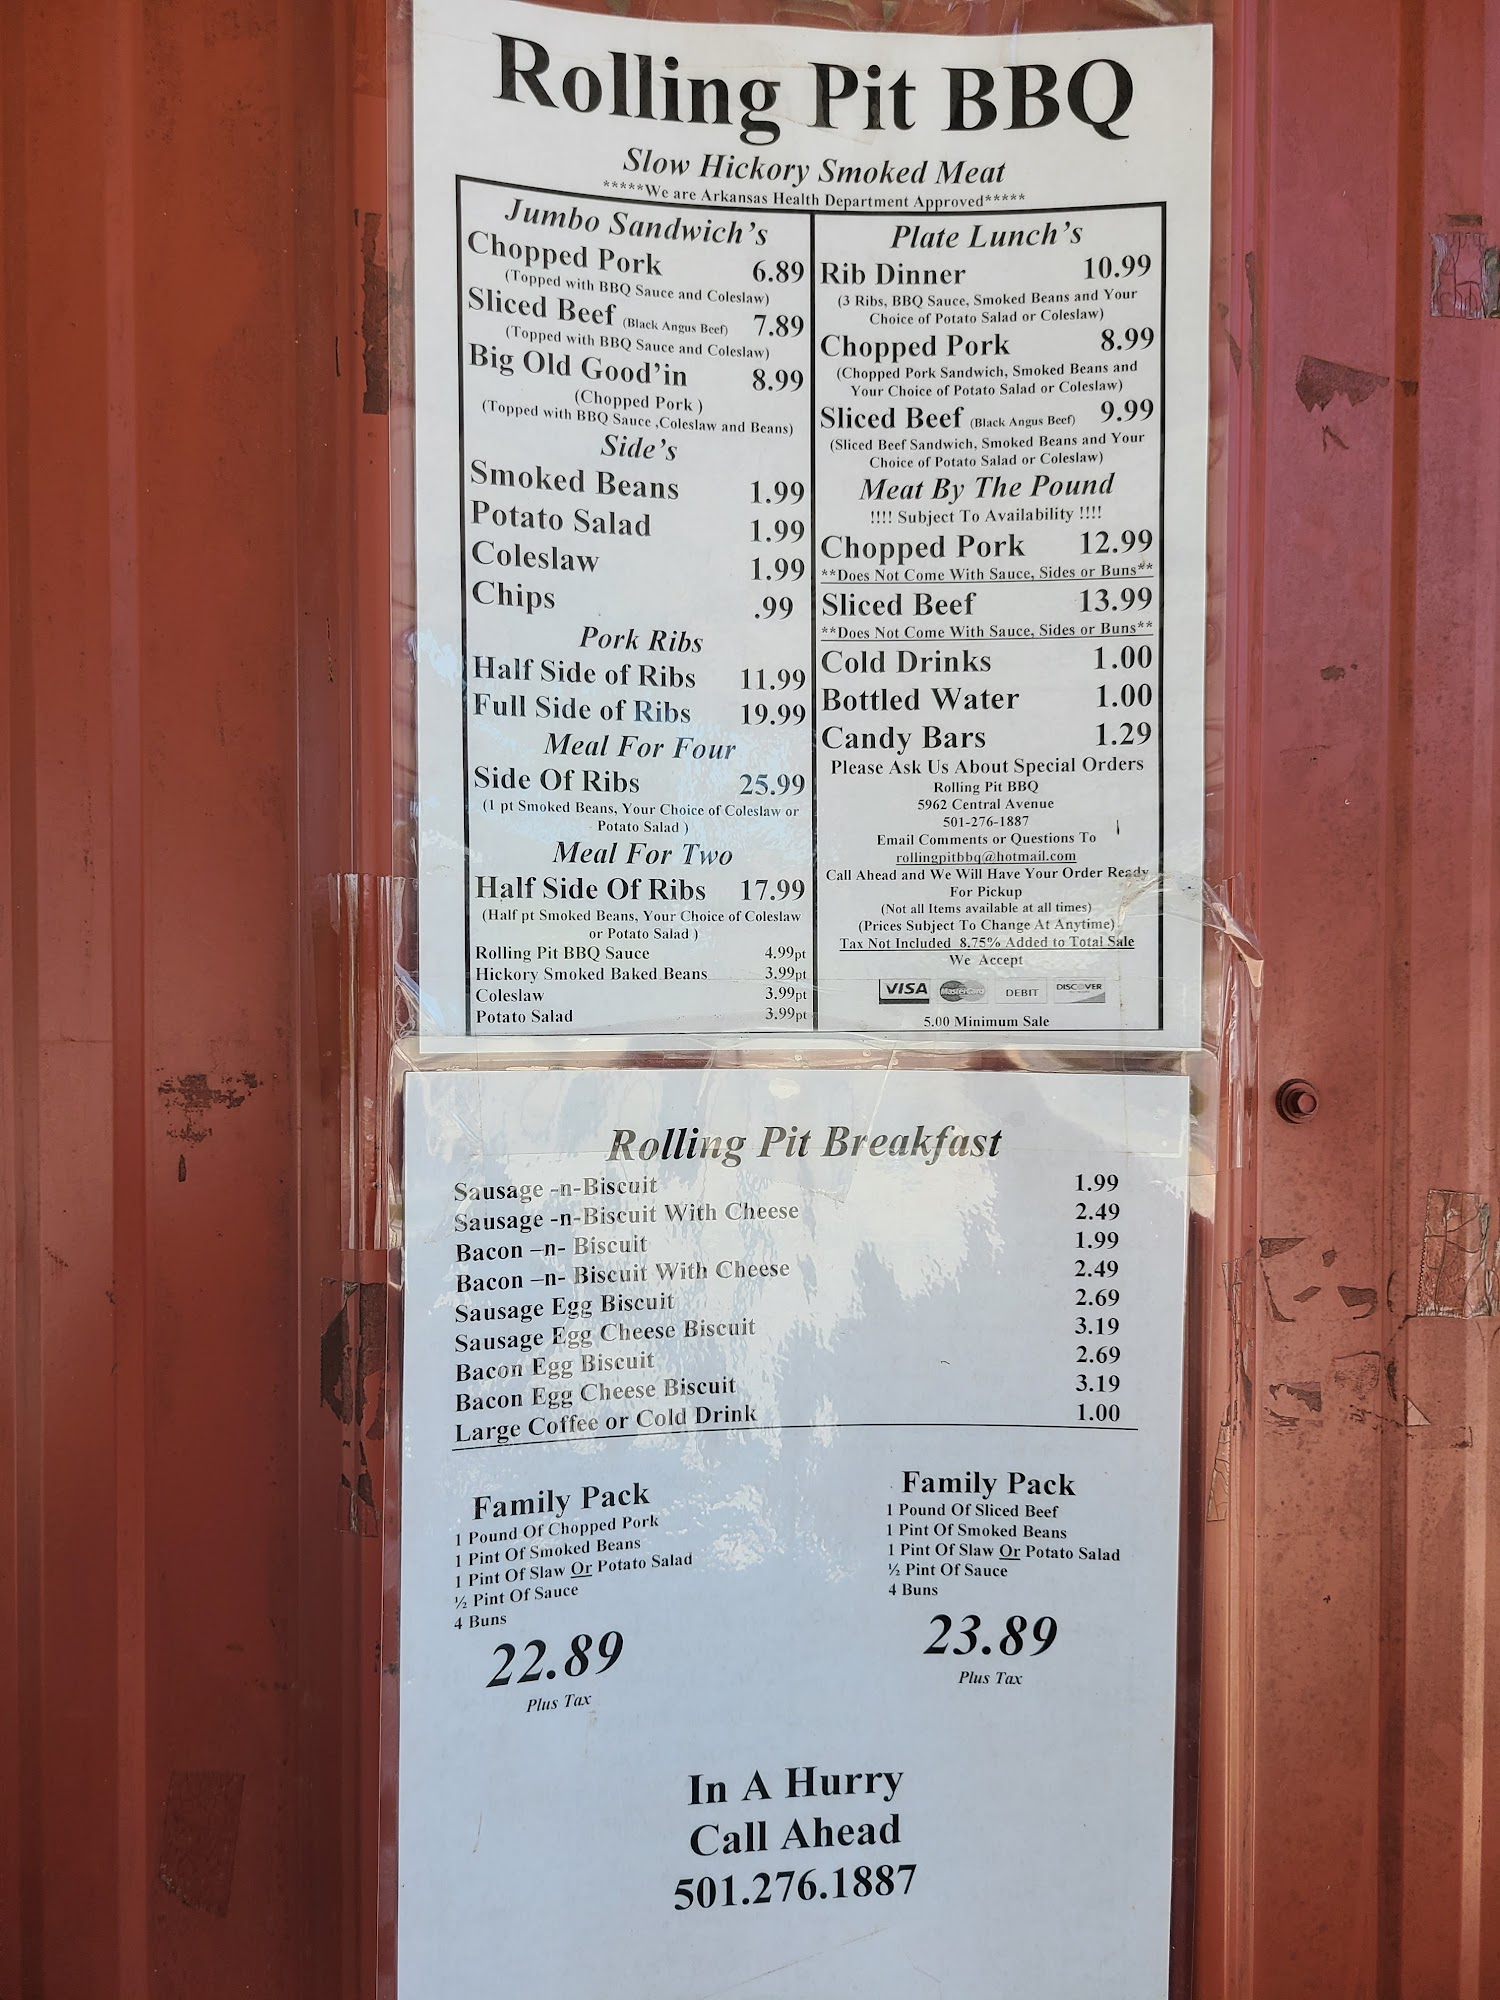 Rolling Pit BBQ
Slow Hickory Smoked Meat
*****We are Arkansas Health Department Approved*****
Jumbo Sandwich's
Chopped Pork 6.89
(Topped with BBQ Sauce and Coleslaw)
Sliced Beef (Black Angus Beef) 7.89
(Topped with BBQ Sauce and Coleslaw)
Big Old Good'in 8.99
(Chopped Pork )
(Topped with BBQ Sauce ,Coleslaw and Beans)
Side's
Smoked Beans 1.99
Potato Salad 1.99
Coleslaw 1.99
Chips .99
Pork Ribs
Half Side of Ribs 11.99
Full Side of Ribs 19.99
Meal For Four
Side Of Ribs 25.99
(1 pt Smoked Beans, Your Choice of Coleslaw or
Potato Salad )
Meal For Two
Half Side Of Ribs 17.99
(Half pt Smoked Beans, Your Choice of Coleslaw
or Potato Salad )
Rolling Pit BBQ Sauce 4.99pt
Hickory Smoked Baked Beans 3.99pt
Coleslaw 3.99pt
Potato Salad 3.99pt
Plate Lunch's
Rib Dinner 10.99
(3 Ribs, BBQ Sauce, Smoked Beans and Your
Choice of Potato Salad or Coleslaw)
Chopped Pork 8.99
(Chopped Pork Sandwich, Smoked Beans and
Your Choice of Potato Salad or Coleslaw)
Sliced Beef (Black Angus Beef) 9.99
(Sliced Beef Sandwich, Smoked Beans and Your
Choice of Potato Salad or Coleslaw)
Meat By The Pound
!!!! Subject To Availability !!!!
Chopped Pork 12.99
**Does Not Come With Sauce, Sides or Buns**
Sliced Beef 13.99
**Does Not Come With Sauce, Sides or Buns**
Cold Drinks 1.00
Bottled Water 1.00
Candy Bars 1.29
Please Ask Us About Special Orders
Rolling Pit BBQ
5962 Central Avenue
501-276-1887
Email Comments or Questions To
rollingpitbbq@hotmail.com
Call Ahead and We Will Have Your Order Ready
For Pickup
(Not all Items available at all times)
(Prices Subject To Change At Anytime)
Tax Not Included 8.75% Added to Total Sale
We Accept
VISA MasterCard DEBIT DISCOVER
5.00 Minimum Sale
Rolling Pit Breakfast
Sausage -n-Biscuit 1.99
Sausage -n-Biscuit With Cheese 2.49
Bacon –n- Biscuit 1.99
Bacon –n- Biscuit With Cheese 2.49
Sausage Egg Biscuit 2.69
Sausage Egg Cheese Biscuit 3.19
Bacon Egg Biscuit 2.69
Bacon Egg Cheese Biscuit 3.19
Large Coffee or Cold Drink 1.00
Family Pack
1 Pound Of Chopped Pork
1 Pint Of Smoked Beans
1 Pint Of Slaw Or Potato Salad
½ Pint Of Sauce
4 Buns
22.89
Plus Tax
Family Pack
1 Pound Of Sliced Beef
1 Pint Of Smoked Beans
1 Pint Of Slaw Or Potato Salad
½ Pint Of Sauce
4 Buns
23.89
Plus Tax
In A Hurry
Call Ahead
501.276.1887